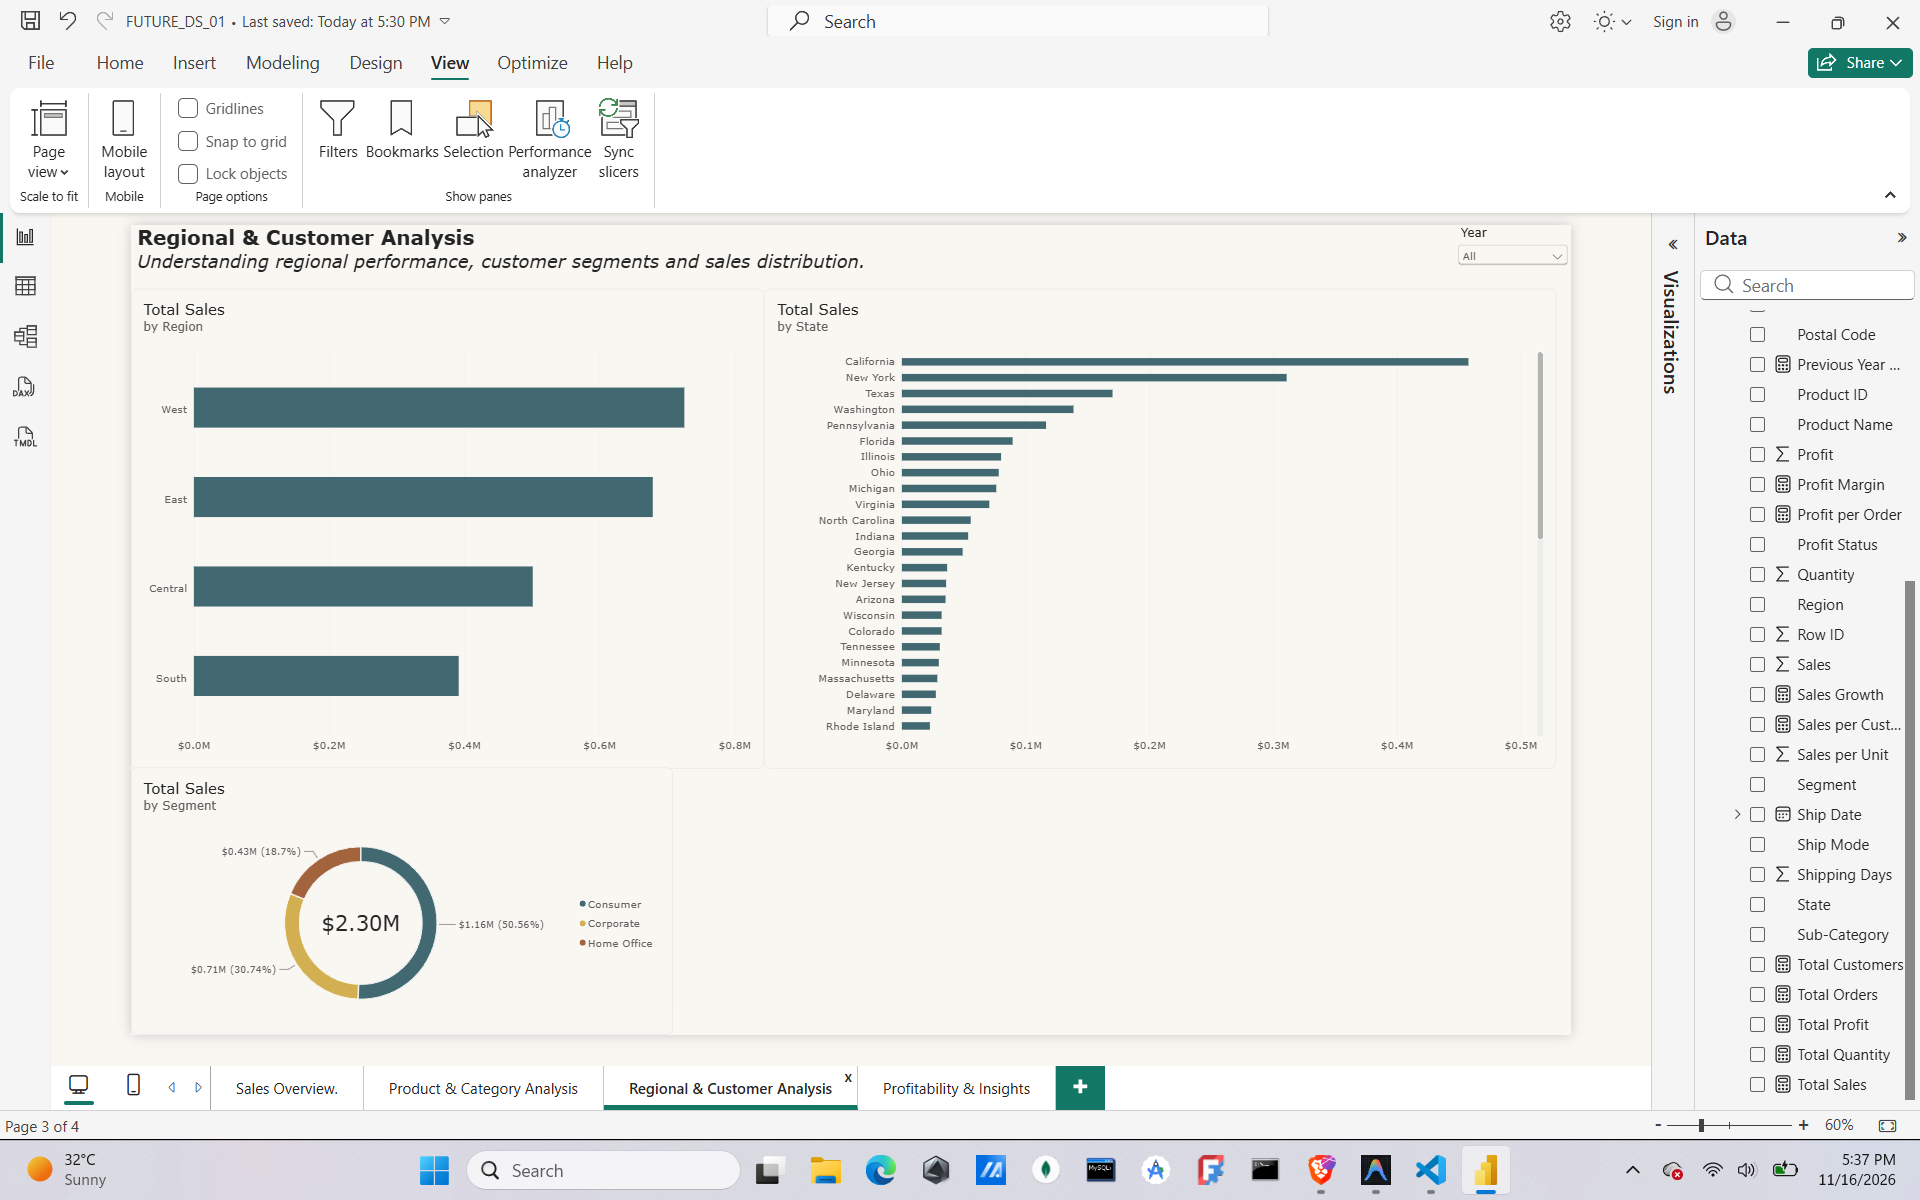 FUTURE_DS_01 • Last saved: Today at 5:30 PM
Search
Sign in
File Home Insert Modeling Design View Optimize Help
Share
Page view
Scale to fit
Mobile layout
Mobile
Gridlines
Snap to grid
Lock objects
Page options
Filters
Bookmarks
Selection
Performance analyzer
Sync slicers
Show panes
DAX
TMDL
Regional & Customer Analysis
Understanding regional performance, customer segments and sales distribution.
Year
All
Total Sales
by Region
West
East
Central
South
$0.0M $0.2M $0.4M $0.6M $0.8M
Total Sales
by State
California
New York
Texas
Washington
Pennsylvania
Florida
Illinois
Ohio
Michigan
Virginia
North Carolina
Indiana
Georgia
Kentucky
New Jersey
Arizona
Wisconsin
Colorado
Tennessee
Minnesota
Massachusetts
Delaware
Maryland
Rhode Island
$0.0M $0.1M $0.2M $0.3M $0.4M $0.5M
Total Sales
by Segment
$0.43M (18.7%)
$2.30M
$1.16M (50.56%)
$0.71M (30.74%)
Consumer
Corporate
Home Office
Visualizations
Data
Search
Postal Code
Previous Year ...
Product ID
Product Name
Profit
Profit Margin
Profit per Order
Profit Status
Quantity
Region
Row ID
Sales
Sales Growth
Sales per Cust...
Sales per Unit
Segment
Ship Date
Ship Mode
Shipping Days
State
Sub-Category
Total Customers
Total Orders
Total Profit
Total Quantity
Total Sales
Sales Overview. Product & Category Analysis Regional & Customer Analysis x Profitability & Insights +
Page 3 of 4
- + 60%
32°C
Sunny
Search
5:37 PM
11/16/2026